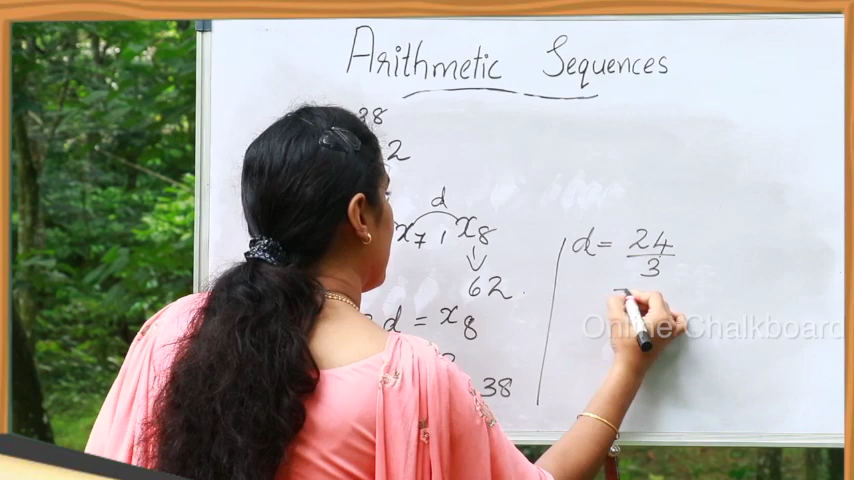 Arithmetic Sequences
38
2
d
x7, x8
62.
d = x8
38
d = 24/3
=
Online Chalkboard